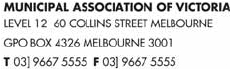 MUNICIPAL ASSOCIATION OF VICTORIA
LEVEL 12 60 COLLINS STREET MELBOURNE
GPO BOX 4326 MELBOURNE 3001
T 03] 9667 5555 F 03] 9667 5555